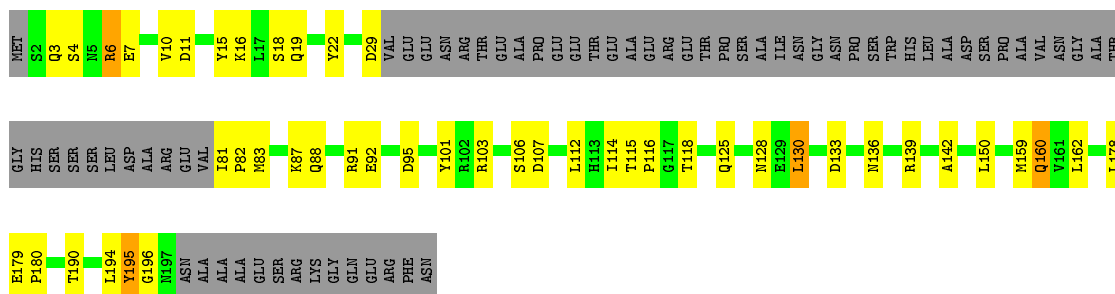 MET S2 Q3 S4 N5 R6 E7 V10 D11 Y15 K16 L17 S18 Q19 Y22 D29 VAL GLU GLU ASN ARG THR GLU ALA PRO GLU GLU THR GLU ALA GLU ARG GLU THR PRO SER ALA ILE ASN GLY ASN PRO SER TRP HIS LEU ALA ASP SER PRO ALA VAL ASN GLY ALA THR
GLY HIS SER SER SER LEU ASP ALA ARG GLU VAL I81 P82 M83 K87 Q88 R91 E92 D95 Y101 R102 R103 S106 D107 L112 H113 I114 T115 P116 G117 T118 Q125 N128 E129 L130 D133 N136 R139 A142 L150 M159 Q160 V161 L162 L178
E179 P180 T190 L194 Y195 G196 N197 ASN ALA ALA ALA GLU SER ARG LYS GLY GLN GLU ARG PHE ASN